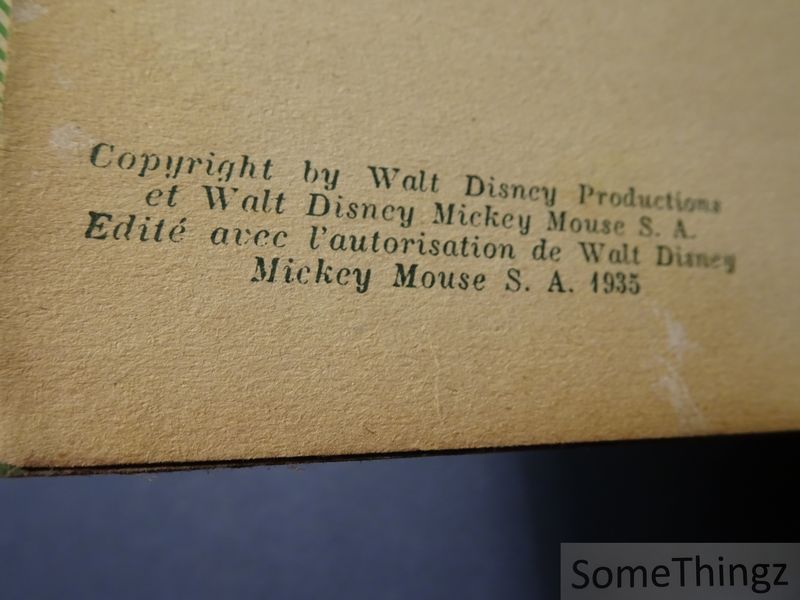 Copyright by Walt Disney Productions
et Walt Disney Mickey Mouse S. A.
Edité avec l'autorisation de Walt Disney
Mickey Mouse S. A. 1935
SomeThingz